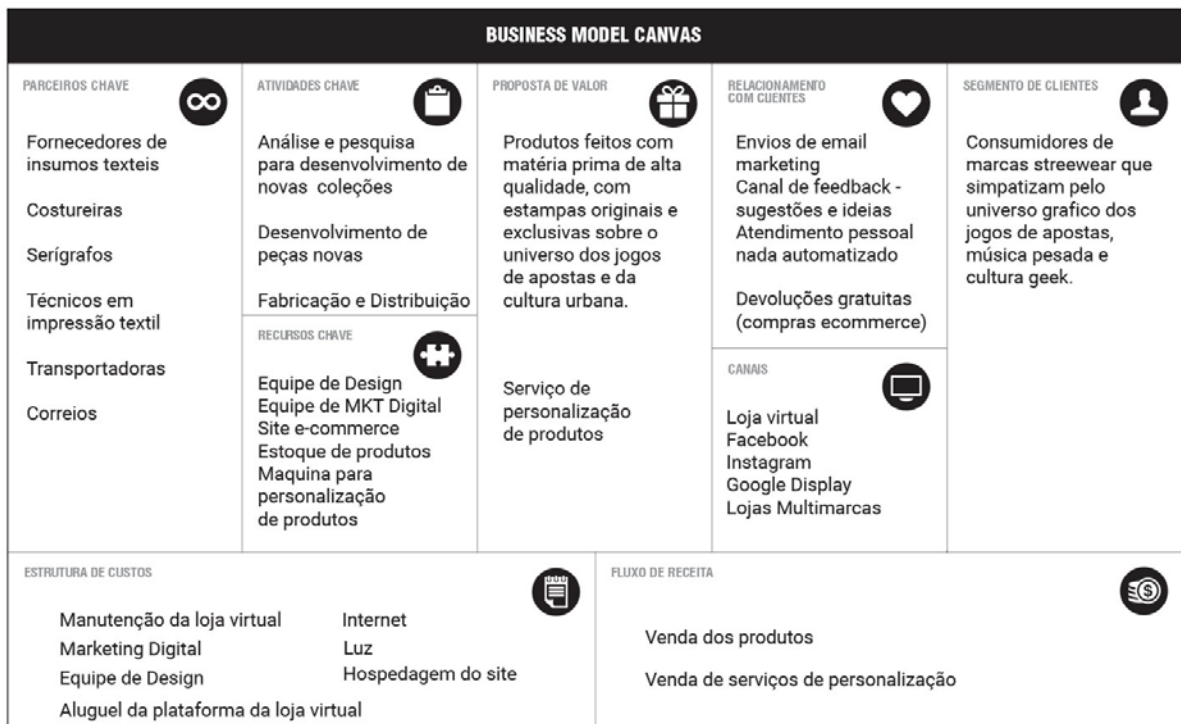 BUSINESS MODEL CANVAS
PARCEIROS CHAVE
Fornecedores de
insumos texteis
Costureiras
Serígrafos
Técnicos em
impressão textil
Transportadoras
Correios
ATIVIDADES CHAVE
Análise e pesquisa
para desenvolvimento de
novas coleções
Desenvolvimento de
peças novas
Fabricação e Distribuição
RECURSOS CHAVE
Equipe de Design
Equipe de MKT Digital
Site e-commerce
Estoque de produtos
Maquina para
personalização
de produtos
PROPOSTA DE VALOR
Produtos feitos com
matéria prima de alta
qualidade, com
estampas originais e
exclusivas sobre o
universo dos jogos
de apostas e da
cultura urbana.
Serviço de
personalização
de produtos
RELACIONAMENTO
COM CLIENTES
Envios de email
marketing
Canal de feedback -
sugestões e ideias
Atendimento pessoal
nada automatizado
Devoluções gratuitas
(compras ecommerce)
CANAIS
Loja virtual
Facebook
Instagram
Google Display
Lojas Multimarcas
SEGMENTO DE CLIENTES
Consumidores de
marcas streewear que
simpatizam pelo
universo grafico dos
jogos de apostas,
música pesada e
cultura geek.
ESTRUTURA DE CUSTOS
Manutenção da loja virtual
Marketing Digital
Equipe de Design
Aluguel da plataforma da loja virtual
Internet
Luz
Hospedagem do site
FLUXO DE RECEITA
$
Venda dos produtos
Venda de serviços de personalização